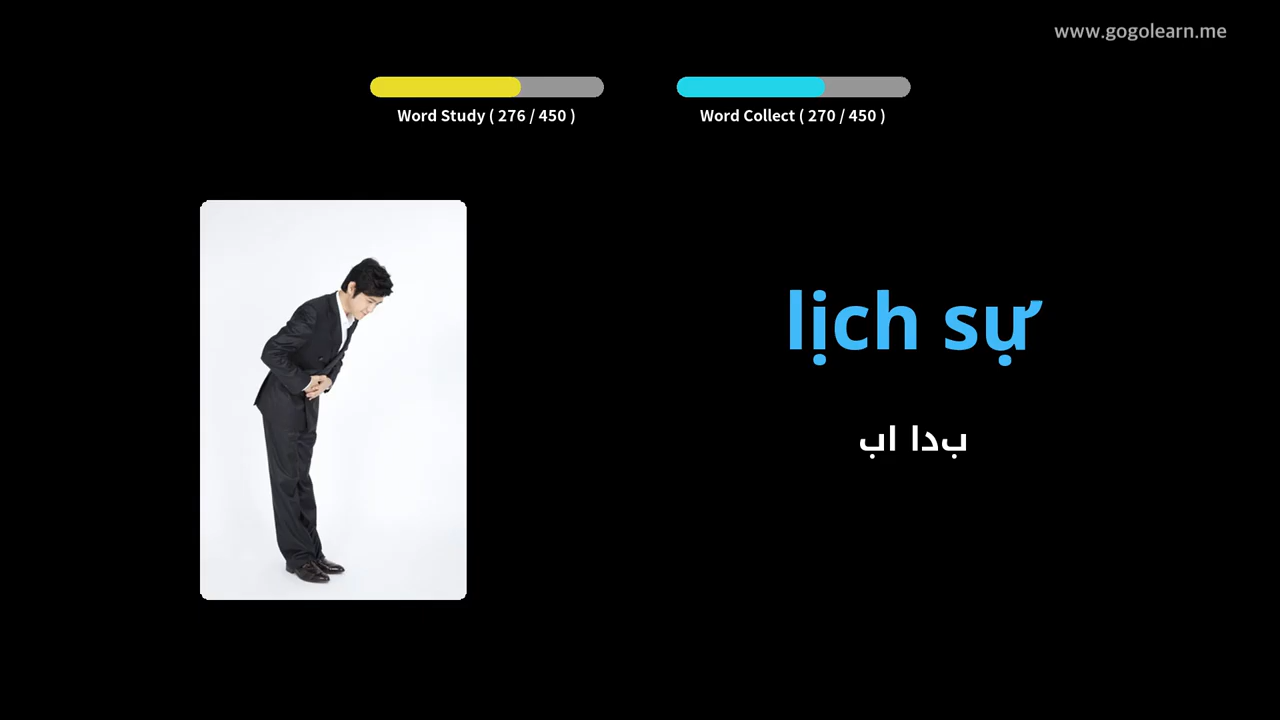 www.gogolearn.me
Word Study ( 276 / 450 )
Word Collect ( 270 / 450 )
lịch sự
بدا اب